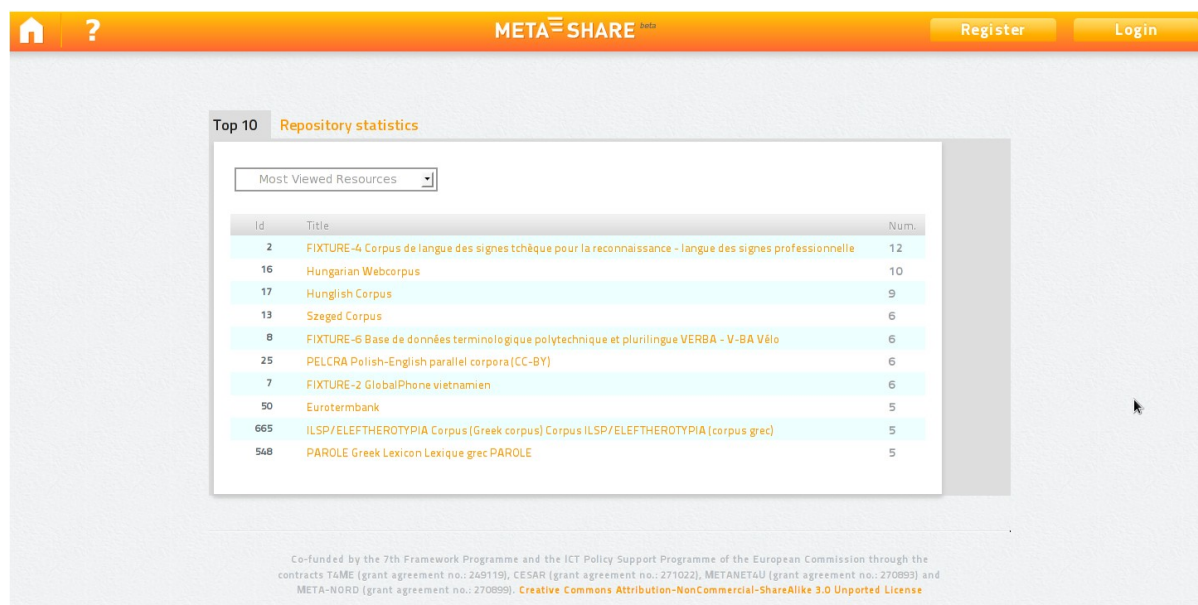 ?
META SHARE beta
Register
Login
Top 10 Repository statistics
Most Viewed Resources
Id Title Num.
2 FIXTURE-4 Corpus de langue des signes tchèque pour la reconnaissance - langue des signes professionnelle 12
16 Hungarian Webcorpus 10
17 Hunglish Corpus 9
13 Szeged Corpus 6
8 FIXTURE-6 Base de données terminologique polytechnique et plurilingue VERBA - V-BA Vélo 6
25 PELCRA Polish-English parallel corpora (CC-BY) 6
7 FIXTURE-2 GlobalPhone vietnamien 6
50 Eurotermbank 5
665 ILSP/ELEFTHEROTYPIA Corpus (Greek corpus) Corpus ILSP/ELEFTHEROTYPIA (corpus grec) 5
548 PAROLE Greek Lexicon Lexique grec PAROLE 5
Co-funded by the 7th Framework Programme and the ICT Policy Support Programme of the European Commission through the
contracts T4ME (grant agreement no.: 249119), CESAR (grant agreement no.: 271022), METANET4U (grant agreement no.: 270893) and
META-NORD (grant agreement no.: 270899). Creative Commons Attribution-NonCommercial-ShareAlike 3.0 Unported License